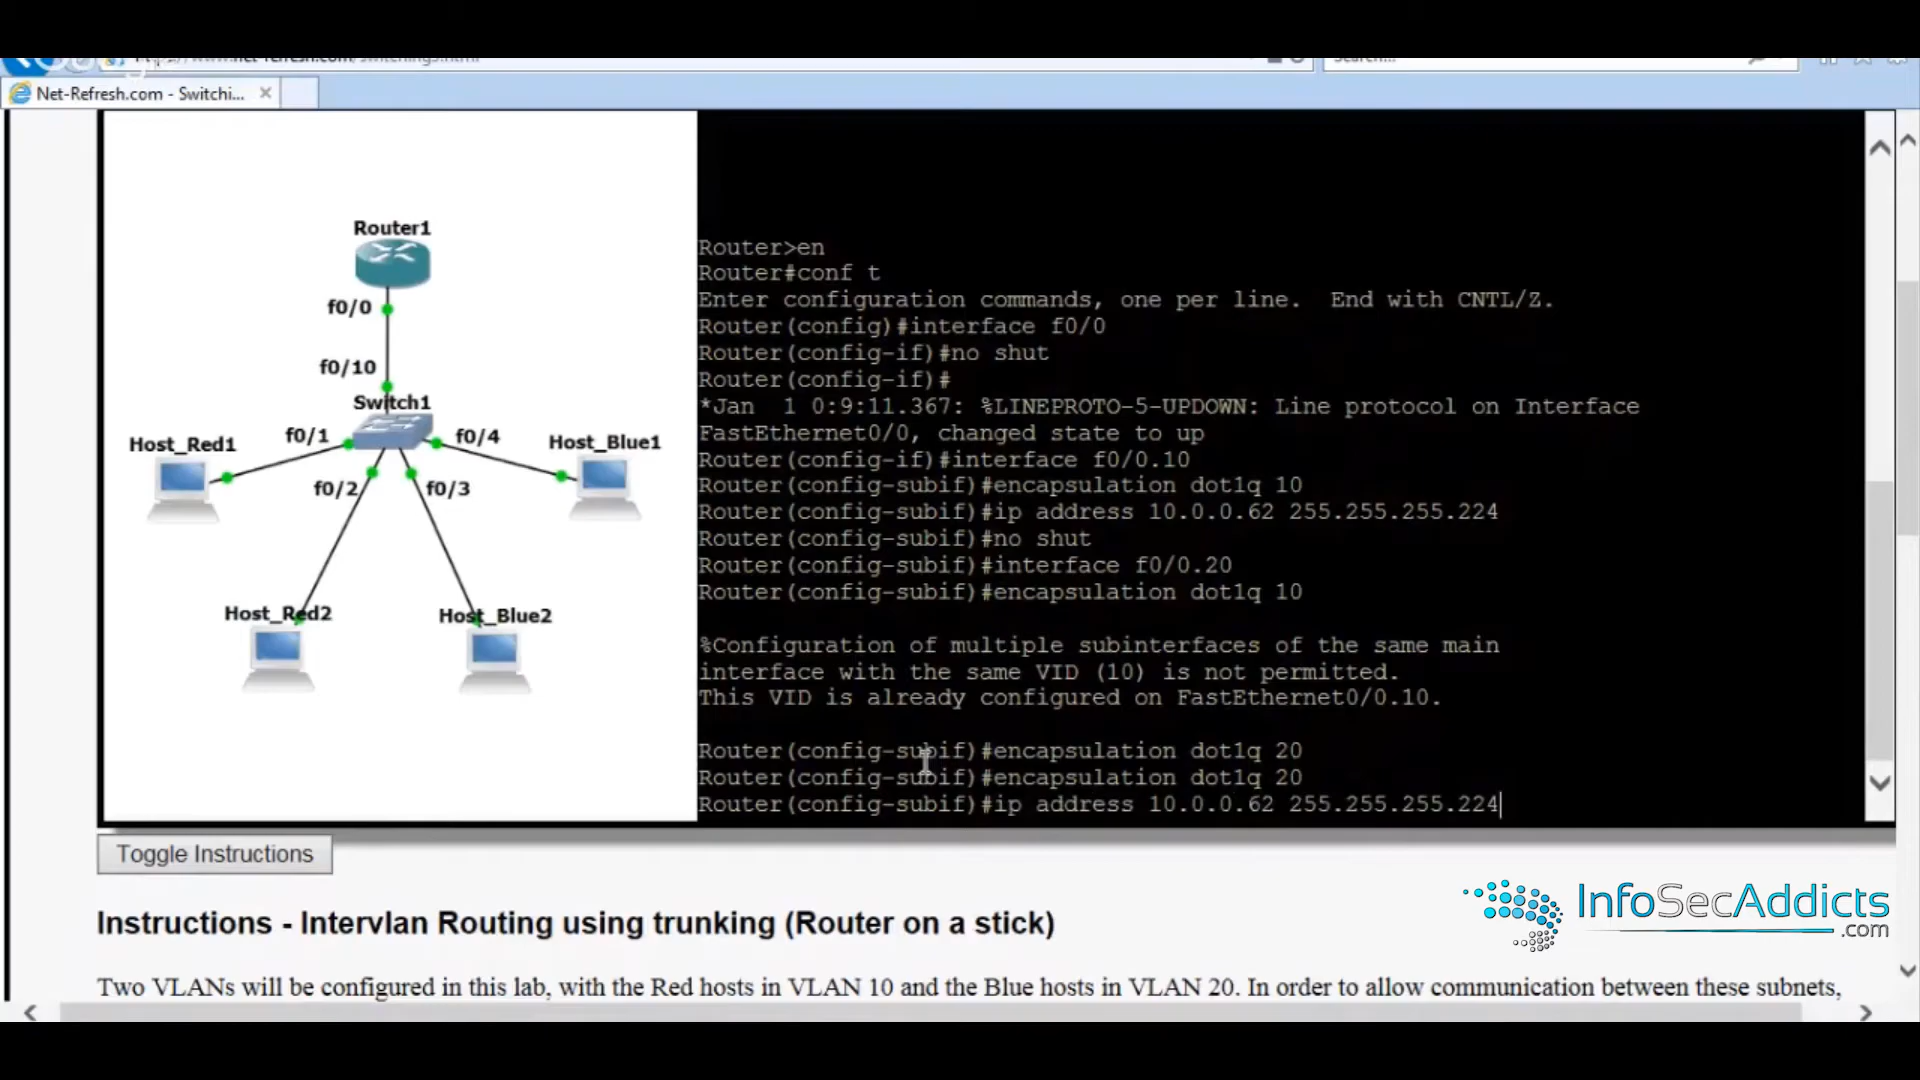 Net-Refresh.com - Switchi...
Router1
f0/0
f0/10
Switch1
f0/1
f0/4
Host_Red1
Host_Blue1
f0/2
f0/3
Host_Red2
Host_Blue2
Router>en
Router#conf t
Enter configuration commands, one per line.  End with CNTL/Z.
Router(config)#interface f0/0
Router(config-if)#no shut
Router(config-if)#
*Jan  1 0:9:11.367: %LINEPROTO-5-UPDOWN: Line protocol on Interface
FastEthernet0/0, changed state to up
Router(config-if)#interface f0/0.10
Router(config-subif)#encapsulation dot1q 10
Router(config-subif)#ip address 10.0.0.62 255.255.255.224
Router(config-subif)#no shut
Router(config-subif)#interface f0/0.20
Router(config-subif)#encapsulation dot1q 10
%Configuration of multiple subinterfaces of the same main
interface with the same VID (10) is not permitted.
This VID is already configured on FastEthernet0/0.10.
Router(config-subif)#encapsulation dot1q 20
Router(config-subif)#encapsulation dot1q 20
Router(config-subif)#ip address 10.0.0.62 255.255.255.224
Toggle Instructions
Instructions - Intervlan Routing using trunking (Router on a stick)
InfoSecAddicts
.com
Two VLANs will be configured in this lab, with the Red hosts in VLAN 10 and the Blue hosts in VLAN 20. In order to allow communication between these subnets,